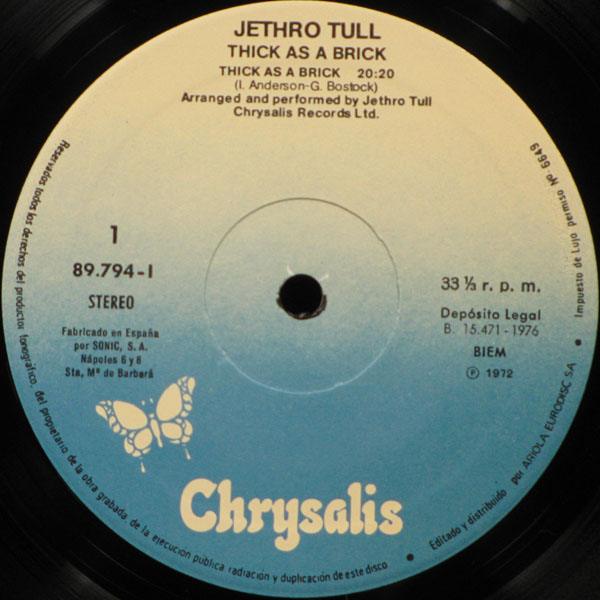 JETHRO TULL
THICK AS A BRICK
THICK AS A BRICK 20:20
(I. Anderson-G. Bostock)
Arranged and performed by Jethro Tull
Chrysalis Records Ltd.
1
89.794-I
STEREO
Fabricado en España
por SONIC, S. A.
Nápoles 6 y 8
Sta. Mª de Barbará
33 ⅓ r. p. m.
Depósito Legal
B. 15.471-1976
BIEM
Ⓟ 1972
Chrysalis
Reservados todos los derechos del productor fonográfico, del propietario de la obra grabada de la ejecucion publica radiación y duplicación de este disco
• Editado y distribuido por ARIOLA EURODISC SA • Impuesto de Lujo permiso Nº 6649